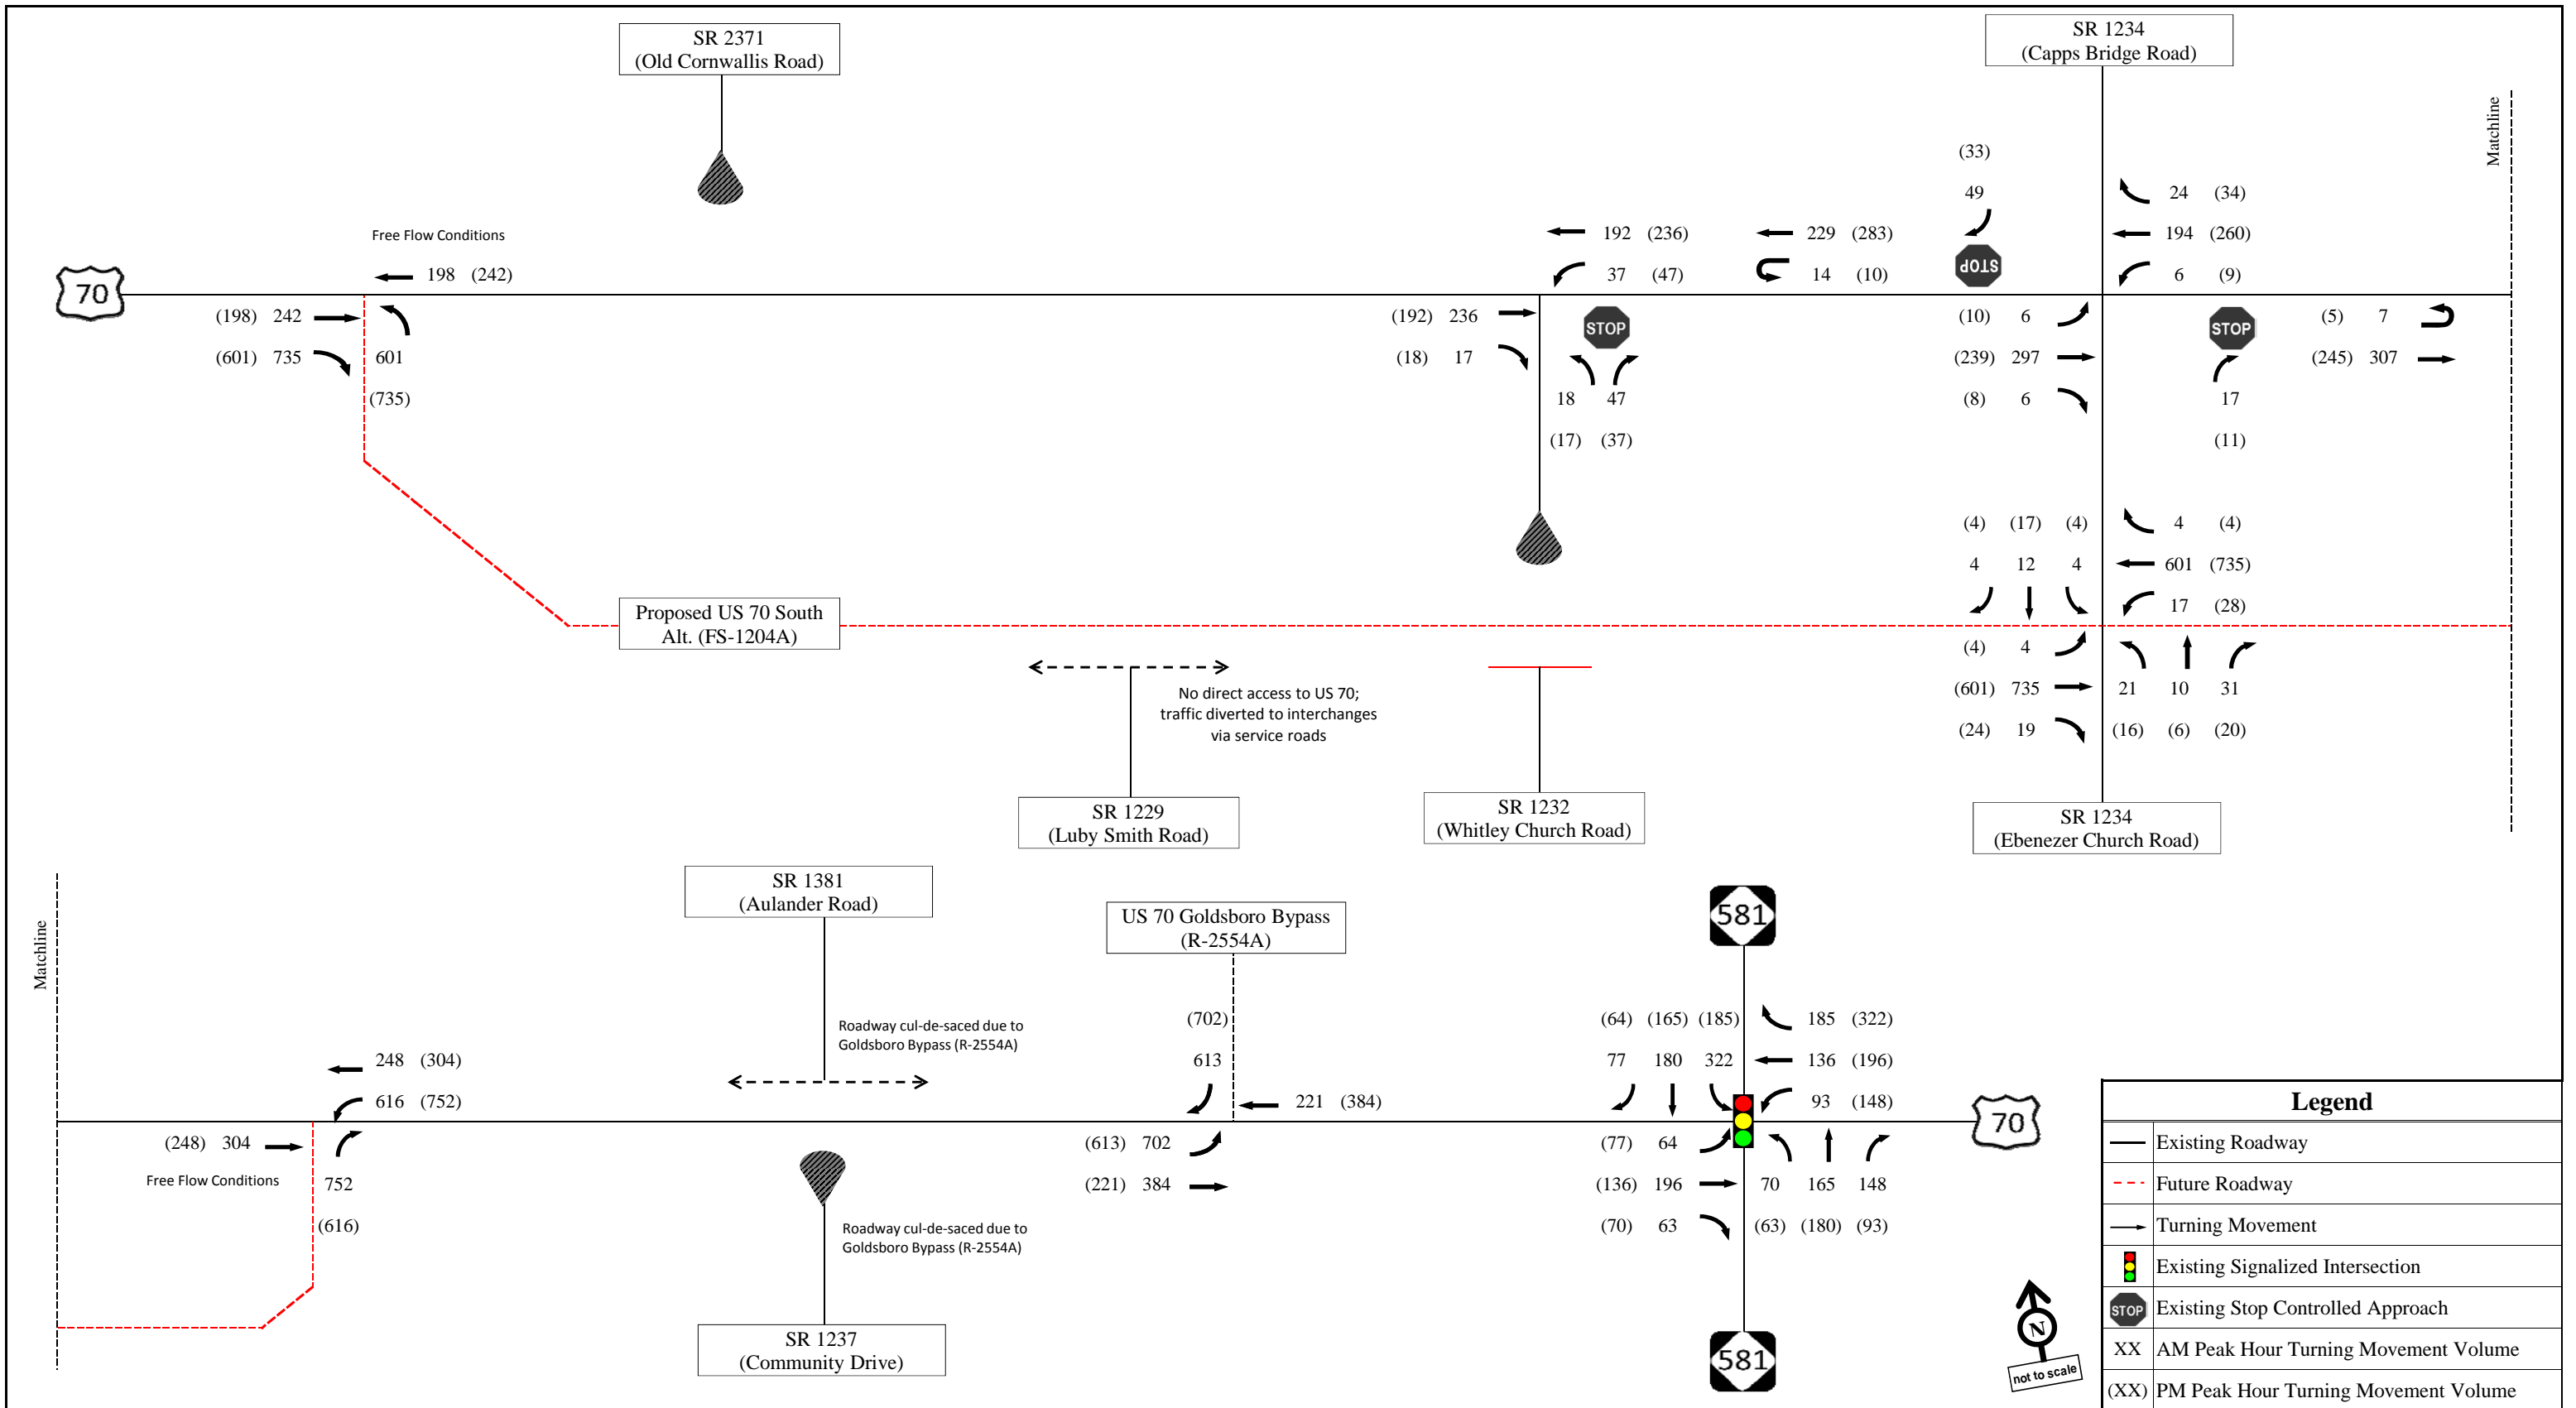 SR 2371
(Old Cornwallis Road)
SR 1234
(Capps Bridge Road)
Matchline
(33)
49
STOP
24 (34)
194 (260)
6 (9)
Free Flow Conditions
198 (242)
192 (236)
37 (47)
229 (283)
14 (10)
70
(198) 242
(601) 735
601
(735)
(192) 236
(18) 17
STOP
18 47
(17) (37)
(10) 6
(239) 297
(8) 6
STOP
17
(11)
(5) 7
(245) 307
(4) (17) (4)
4 12 4
4 (4)
601 (735)
17 (28)
Proposed US 70 South
Alt. (FS-1204A)
(4) 4
(601) 735
(24) 19
21 10 31
(16) (6) (20)
No direct access to US 70;
traffic diverted to interchanges
via service roads
SR 1229
(Luby Smith Road)
SR 1232
(Whitley Church Road)
SR 1234
(Ebenezer Church Road)
Matchline
SR 1381
(Aulander Road)
US 70 Goldsboro Bypass
(R-2554A)
581
Roadway cul-de-saced due to
Goldsboro Bypass (R-2554A)
(702)
613
221 (384)
(64) (165) (185)
77 180 322
185 (322)
136 (196)
93 (148)
248 (304)
616 (752)
70
(248) 304
Free Flow Conditions
752
(616)
(613) 702
(221) 384
(77) 64
(136) 196
(70) 63
70 165 148
(63) (180) (93)
Roadway cul-de-saced due to
Goldsboro Bypass (R-2554A)
SR 1237
(Community Drive)
581
N
not to scale
Legend
Existing Roadway
Future Roadway
Turning Movement
Existing Signalized Intersection
STOP Existing Stop Controlled Approach
XX AM Peak Hour Turning Movement Volume
(XX) PM Peak Hour Turning Movement Volume